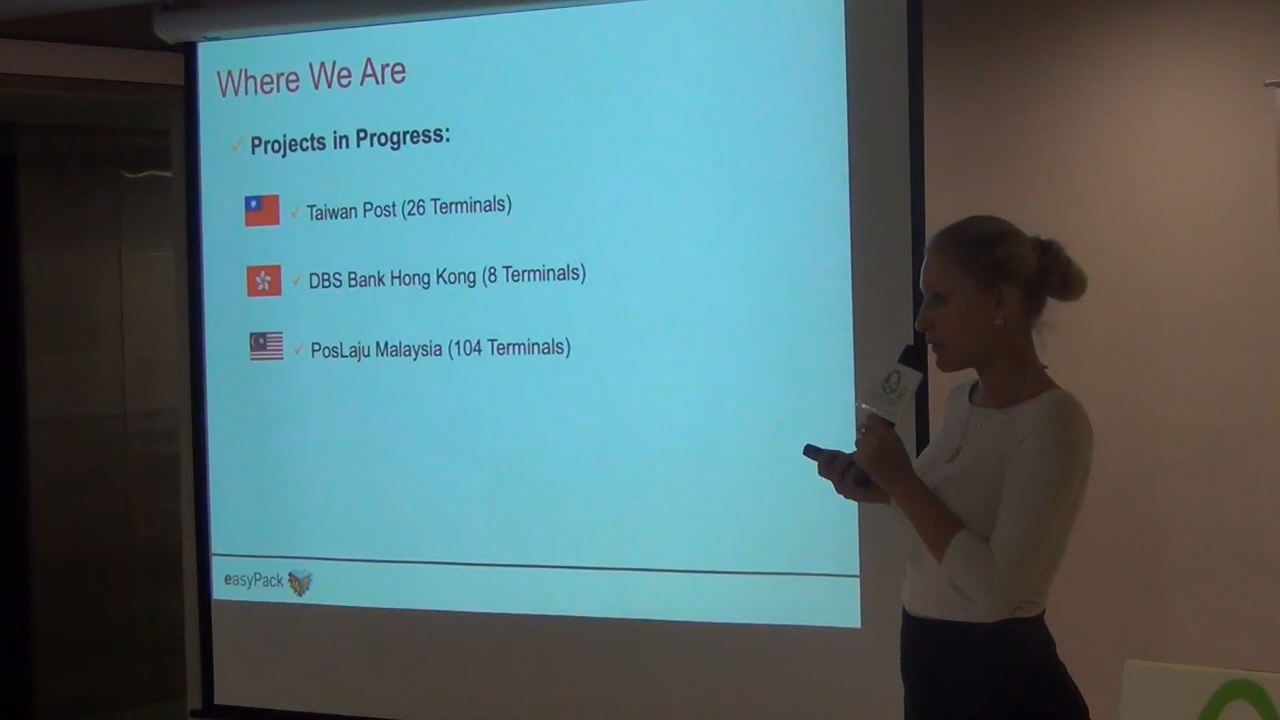 Where We Are
Projects in Progress:
Taiwan Post (26 Terminals)
DBS Bank Hong Kong (8 Terminals)
PosLaju Malaysia (104 Terminals)
easyPack